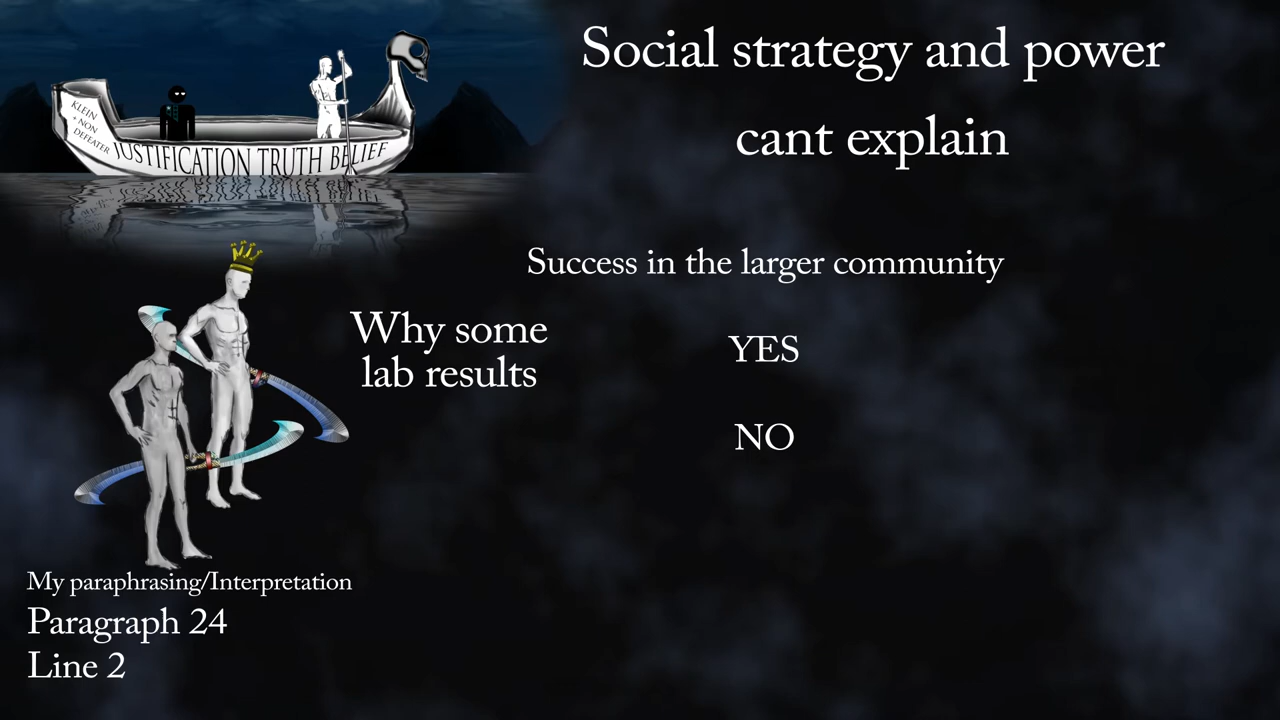 Social strategy and power
cant explain
KLEIN
+ NON
DEFEATER
JUSTIFICATION TRUTH BELIEF
Success in the larger community
Why some
lab results
YES
NO
My paraphrasing/Interpretation
Paragraph 24
Line 2